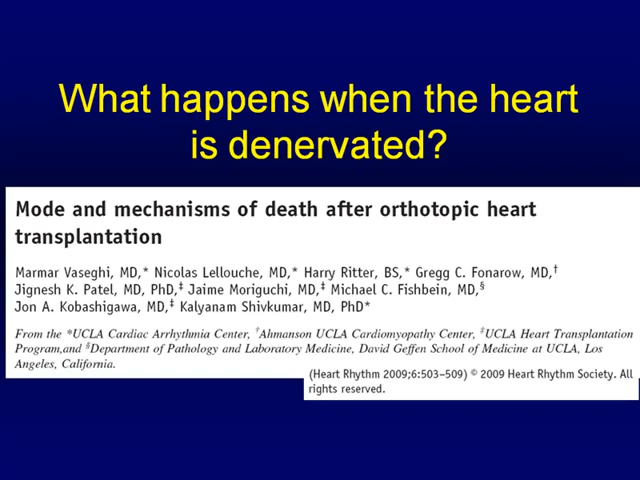 What happens when the heart
is denervated?
Mode and mechanisms of death after orthotopic heart
transplantation
Marmar Vaseghi, MD,* Nicolas Lellouche, MD,* Harry Ritter, BS,* Gregg C. Fonarow, MD,†
Jignesh K. Patel, MD, PhD,‡ Jaime Moriguchi, MD,‡ Michael C. Fishbein, MD,§
Jon A. Kobashigawa, MD,‡ Kalyanam Shivkumar, MD, PhD*
From the *UCLA Cardiac Arrhythmia Center, †Ahmanson UCLA Cardiomyopathy Center, ‡UCLA Heart Transplantation
Program,and §Department of Pathology and Laboratory Medicine, David Geffen School of Medicine at UCLA, Los
Angeles, California.
(Heart Rhythm 2009;6:503–509) © 2009 Heart Rhythm Society. All
rights reserved.